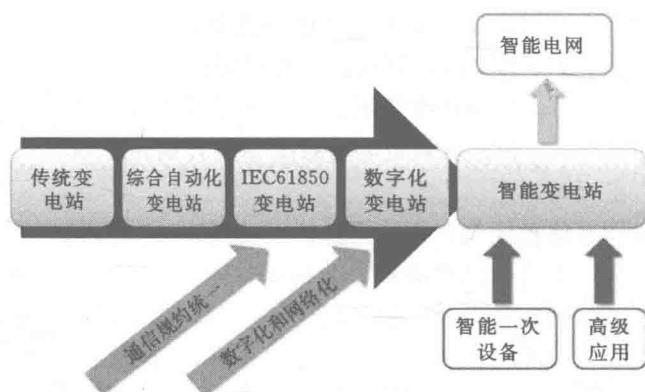 智能电网
传统变
电站
综合自动化
变电站
IEC61850
变电站
数字化
变电站
智能变电站
通信规约统一
数字化和网络化
智能一次
设备
高级
应用